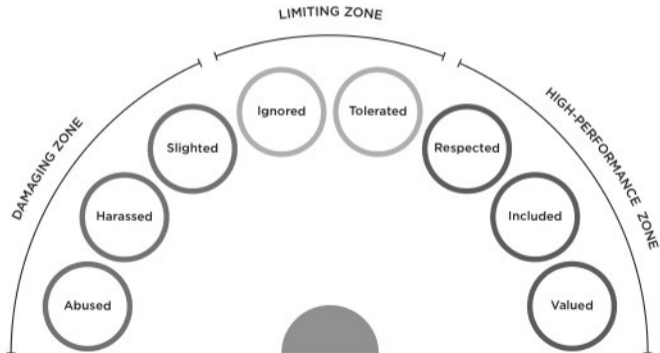 LIMITING ZONE
DAMAGING ZONE
HIGH-PERFORMANCE ZONE
Ignored
Tolerated
Slighted
Respected
Harassed
Included
Abused
Valued